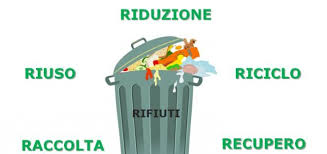 RIDUZIONE
RIUSO
RICICLO
RIFIUTI
RACCOLTA
RECUPERO